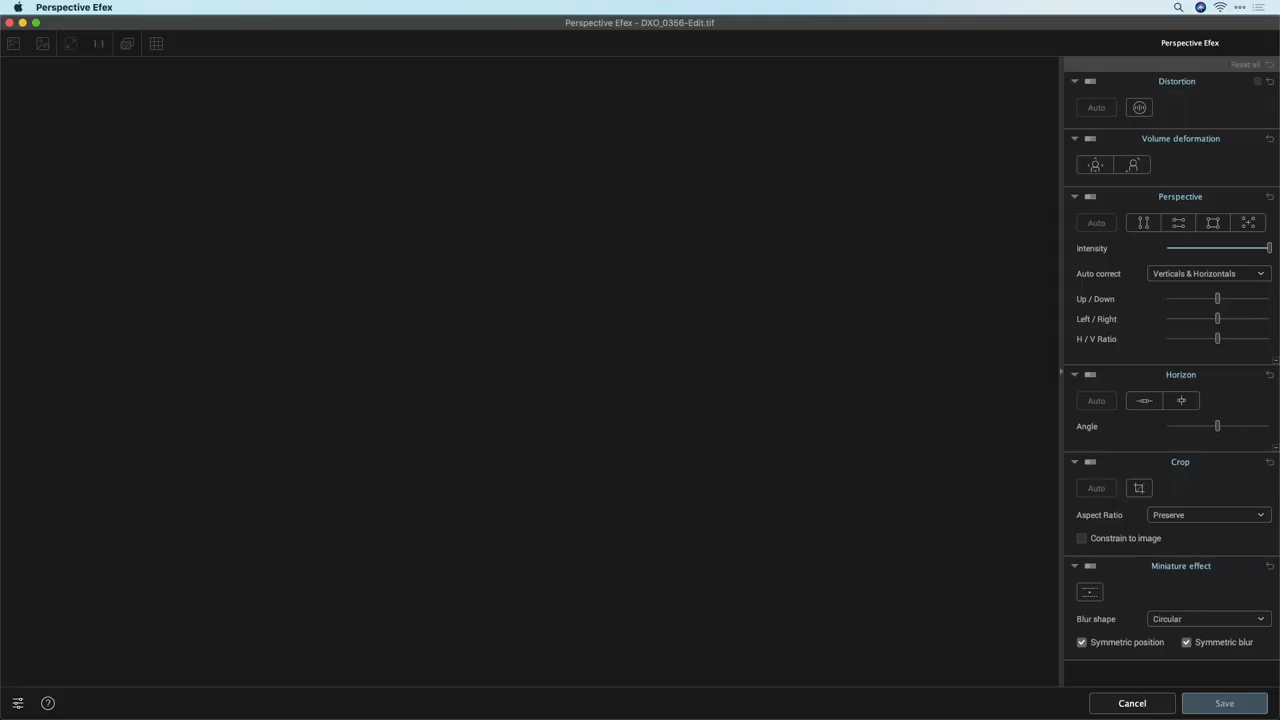 Perspective Efex
Perspective Efex - DXO_0356-Edit.tif
1:1
Perspective Efex
Reset all
Distortion
Auto
Volume deformation
Perspective
Auto
Intensity
Auto correct Verticals & Horizontals
Up / Down
Left / Right
H / V Ratio
Horizon
Auto
Angle
Crop
Auto
Aspect Ratio Preserve
Constrain to image
Miniature effect
Blur shape Circular
Symmetric position Symmetric blur
Cancel Save